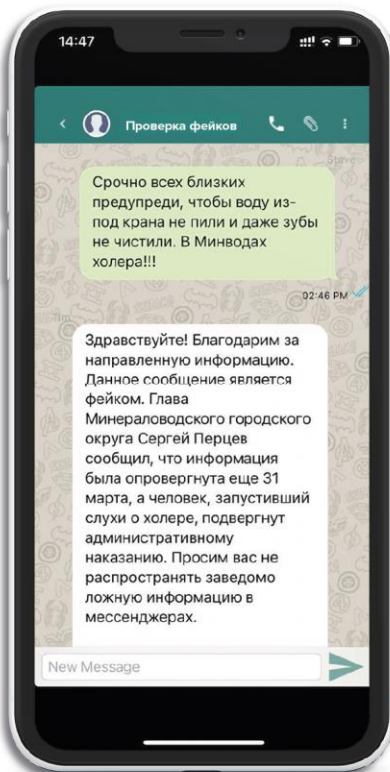 14:47
Проверка фейков
Срочно всех близких
предупреди, чтобы воду из-
под крана не пили и даже зубы
не чистили. В Минводах
холера!!!
02:46 PM
Здравствуйте! Благодарим за
направленную информацию.
Данное сообщение является
фейком. Глава
Минераловодского городского
округа Сергей Перцев
сообщил, что информация
была опровергнута еще 31
марта, а человек, запустивший
слухи о холере, подвергнут
административному
наказанию. Просим вас не
распространять заведомо
ложную информацию в
мессенджерах.
New Message